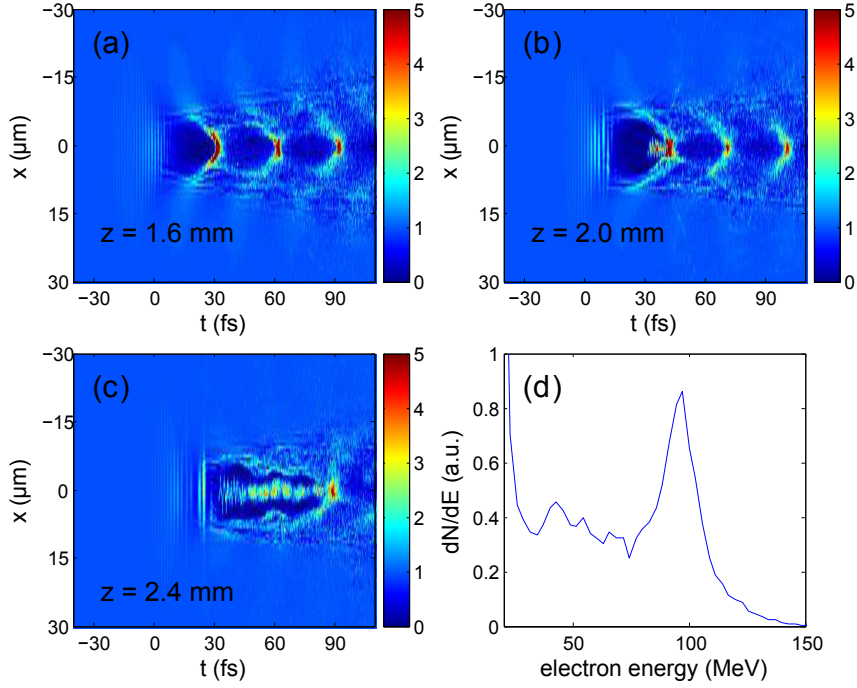 (a)
−15
0
15
30
x (µm)
−30 0 30 60 90
t (fs)
z = 1.6 mm
5
4
3
2
1
0
(b)
−30
−15
0
15
30
x (µm)
−30 0 30 60 90
t (fs)
z = 2.0 mm
5
4
3
2
1
0
(c)
−30
−15
0
15
30
x (µm)
−30 0 30 60 90
t (fs)
z = 2.4 mm
5
4
3
2
1
0
(d)
1
0.8
0.6
0.4
0.2
0
dN/dE (a.u.)
50 100 150
electron energy (MeV)